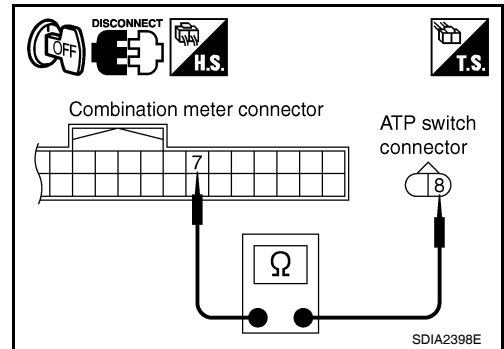 OFF
DISCONNECT
H.S.
T.S.
Combination meter connector
ATP switch
connector
7
8
Ω
SDIA2398E